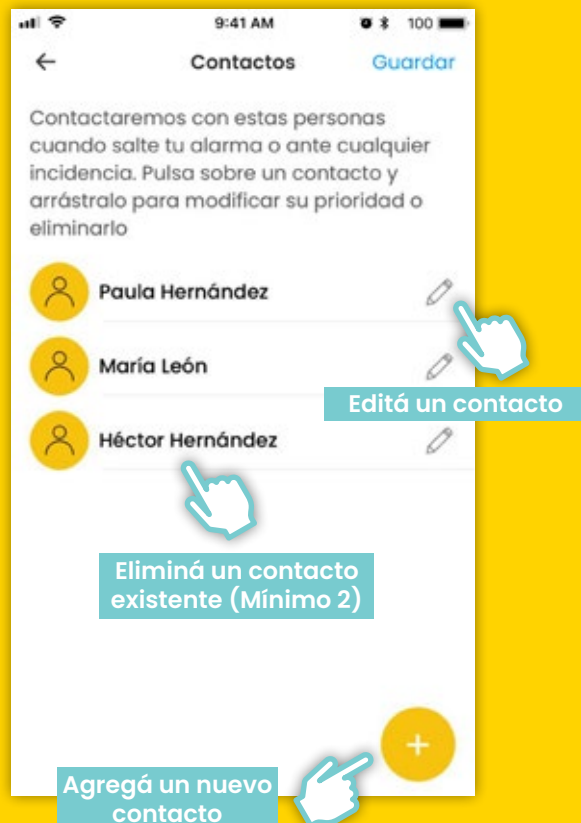 9:41 AM
100
Contactos
Guardar
Contactaremos con estas personas
cuando salte tu alarma o ante cualquier
incidencia. Pulsa sobre un contacto y
arrástralo para modificar su prioridad o
eliminarlo
Paula Hernández
María León
Editá un contacto
Héctor Hernández
Eliminá un contacto
existente (Mínimo 2)
+
Agregá un nuevo
contacto